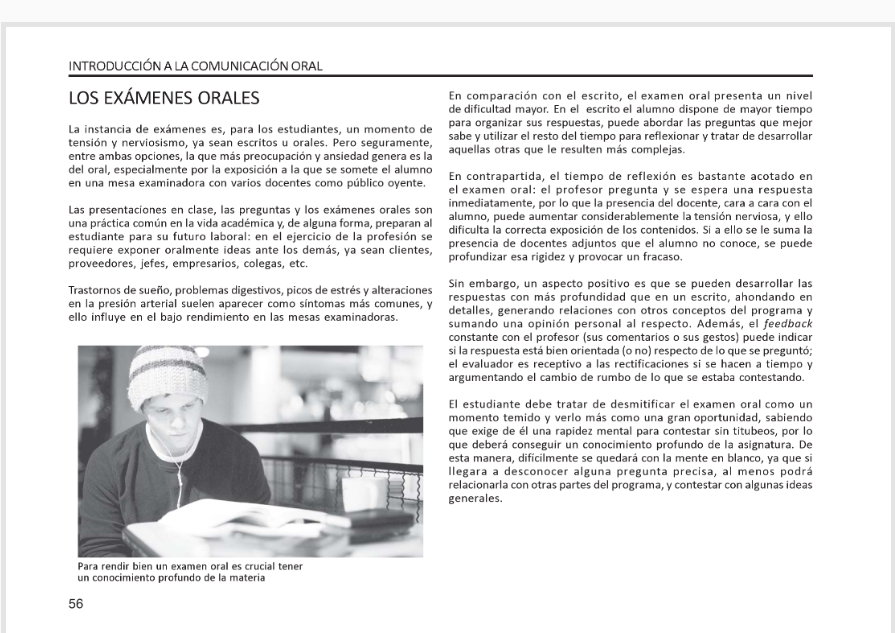 INTRODUCCIÓN A LA COMUNICACIÓN ORAL
LOS EXÁMENES ORALES
La instancia de exámenes es, para los estudiantes, un momento de
tensión y nerviosismo, ya sean escritos u orales. Pero seguramente,
entre ambas opciones, la que más preocupación y ansiedad genera es la
del oral, especialmente por la exposición a la que se somete el alumno
en una mesa examinadora con varios docentes como público oyente.
Las presentaciones en clase, las preguntas y los exámenes orales son
una práctica común en la vida académica y, de alguna forma, preparan al
estudiante para su futuro laboral: en el ejercicio de la profesión se
requiere exponer oralmente ideas ante los demás, ya sean clientes,
proveedores, jefes, empresarios, colegas, etc.
Trastornos de sueño, problemas digestivos, picos de estrés y alteraciones
en la presión arterial suelen aparecer como síntomas más comunes, y
ello influye en el bajo rendimiento en las mesas examinadoras.
Para rendir bien un examen oral es crucial tener
un conocimiento profundo de la materia
56
En comparación con el escrito, el examen oral presenta un nivel
de dificultad mayor. En el escrito el alumno dispone de mayor tiempo
para organizar sus respuestas, puede abordar las preguntas que mejor
sabe y utilizar el resto del tiempo para reflexionar y tratar de desarrollar
aquellas otras que le resulten más complejas.
En contrapartida, el tiempo de reflexión es bastante acotado en
el examen oral: el profesor pregunta y se espera una respuesta
inmediatamente, por lo que la presencia del docente, cara a cara con el
alumno, puede aumentar considerablemente la tensión nerviosa, y ello
dificulta la correcta exposición de los contenidos. Si a ello se le suma la
presencia de docentes adjuntos que el alumno no conoce, se puede
profundizar esa rigidez y provocar un fracaso.
Sin embargo, un aspecto positivo es que se pueden desarrollar las
respuestas con más profundidad que en un escrito, ahondando en
detalles, generando relaciones con otros conceptos del programa y
sumando una opinión personal al respecto. Además, el feedback
constante con el profesor (sus comentarios o sus gestos) puede indicar
si la respuesta está bien orientada (o no) respecto de lo que se preguntó;
el evaluador es receptivo a las rectificaciones si se hacen a tiempo y
argumentando el cambio de rumbo de lo que se estaba contestando.
El estudiante debe tratar de desmitificar el examen oral como un
momento temido y verlo más como una gran oportunidad, sabiendo
que exige de él una rapidez mental para contestar sin titubeos, por lo
que deberá conseguir un conocimiento profundo de la asignatura. De
esta manera, difícilmente se quedará con la mente en blanco, ya que si
llegara a desconocer alguna pregunta precisa, al menos podrá
relacionarla con otras partes del programa, y contestar con algunas ideas
generales.